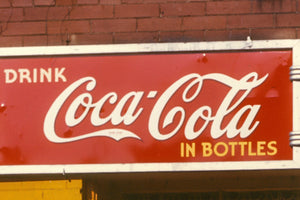 DRINK
Coca-Cola
IN BOTTLES